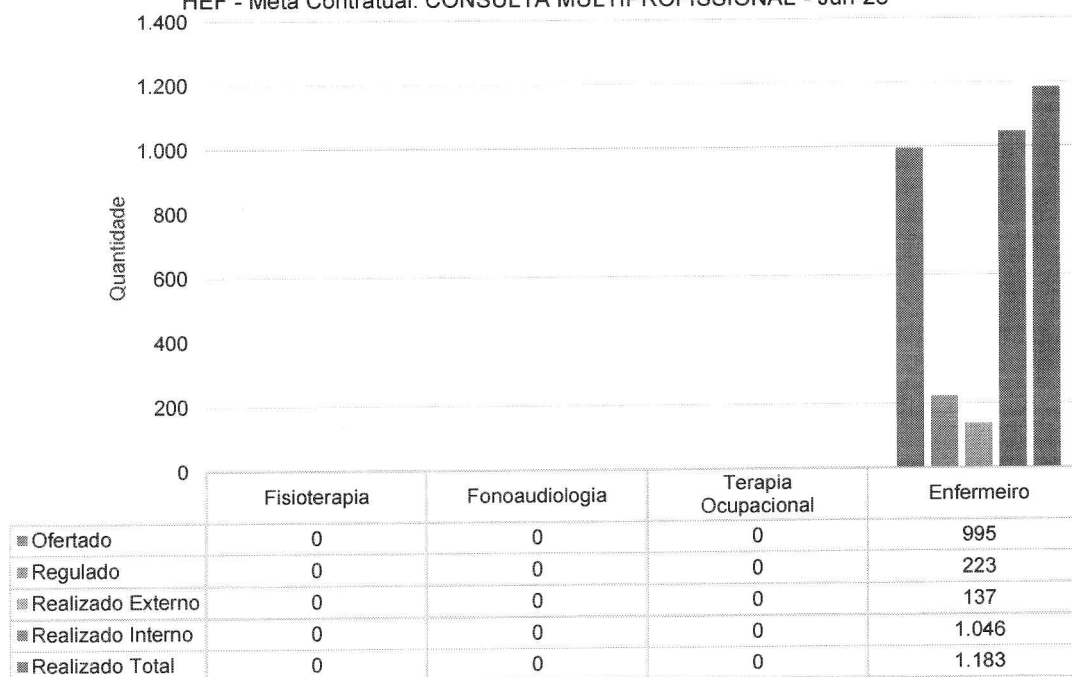 HEF - Meta Contratual: CONSULTA MULTIPROFISSIONAL - Jun-23
1.400
1.200
1.000
800
600
400
200
0
Quantidade
Fisioterapia Fonoaudiologia Terapia Ocupacional Enfermeiro
Ofertado 0 0 0 995
Regulado 0 0 0 223
Realizado Externo 0 0 0 137
Realizado Interno 0 0 0 1.046
Realizado Total 0 0 0 1.183